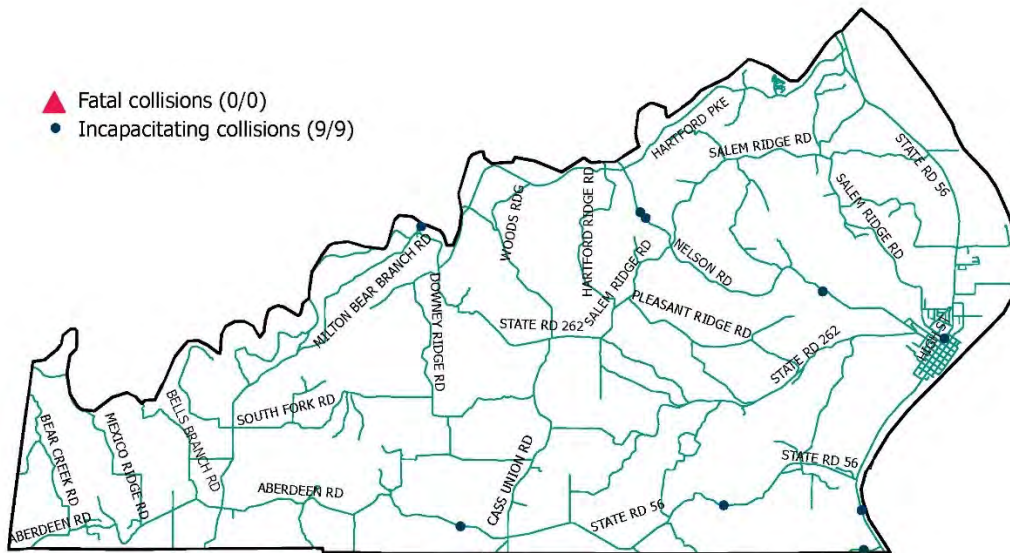 Fatal collisions (0/0)
Incapacitating collisions (9/9)
HARTFORD PKE
SALEM RIDGE RD
STATE RD 56
SALEM RIDGE RD
WOODS RDG
HARTFORD RIDGE RD
MILTON BEAR BRANCH RD
DOWNEY RIDGE RD
SALEM RIDGE RD
NELSON RD
PLEASANT RIDGE RD
STATE RD 262
STATE RD 262
HIGH ST
BEAR CREEK RD
MEXICO RIDGE RD
BELLS BRANCH RD
SOUTH FORK RD
CASS UNION RD
STATE RD 56
ABERDEEN RD
STATE RD 56
ABERDEEN RD